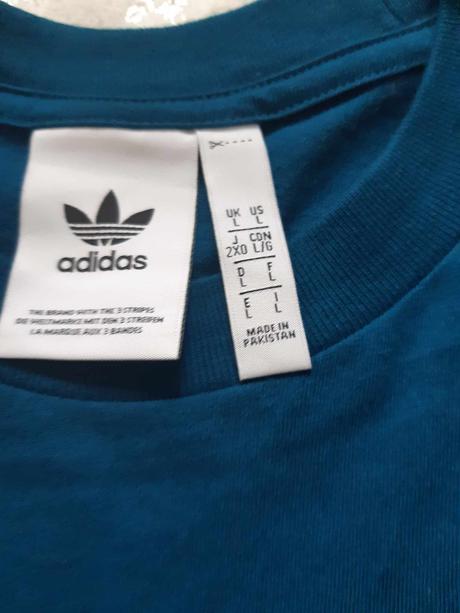 adidas
THE BRAND WITH THE 3 STRIPES
DIE WELTMARKE MIT DEN 3 STREIFEN
LA MARQUE AUX 3 BANDES
UK US
L L
J CDN
2XO L/G
D F
L L
E I
L L
MADE IN
PAKISTAN